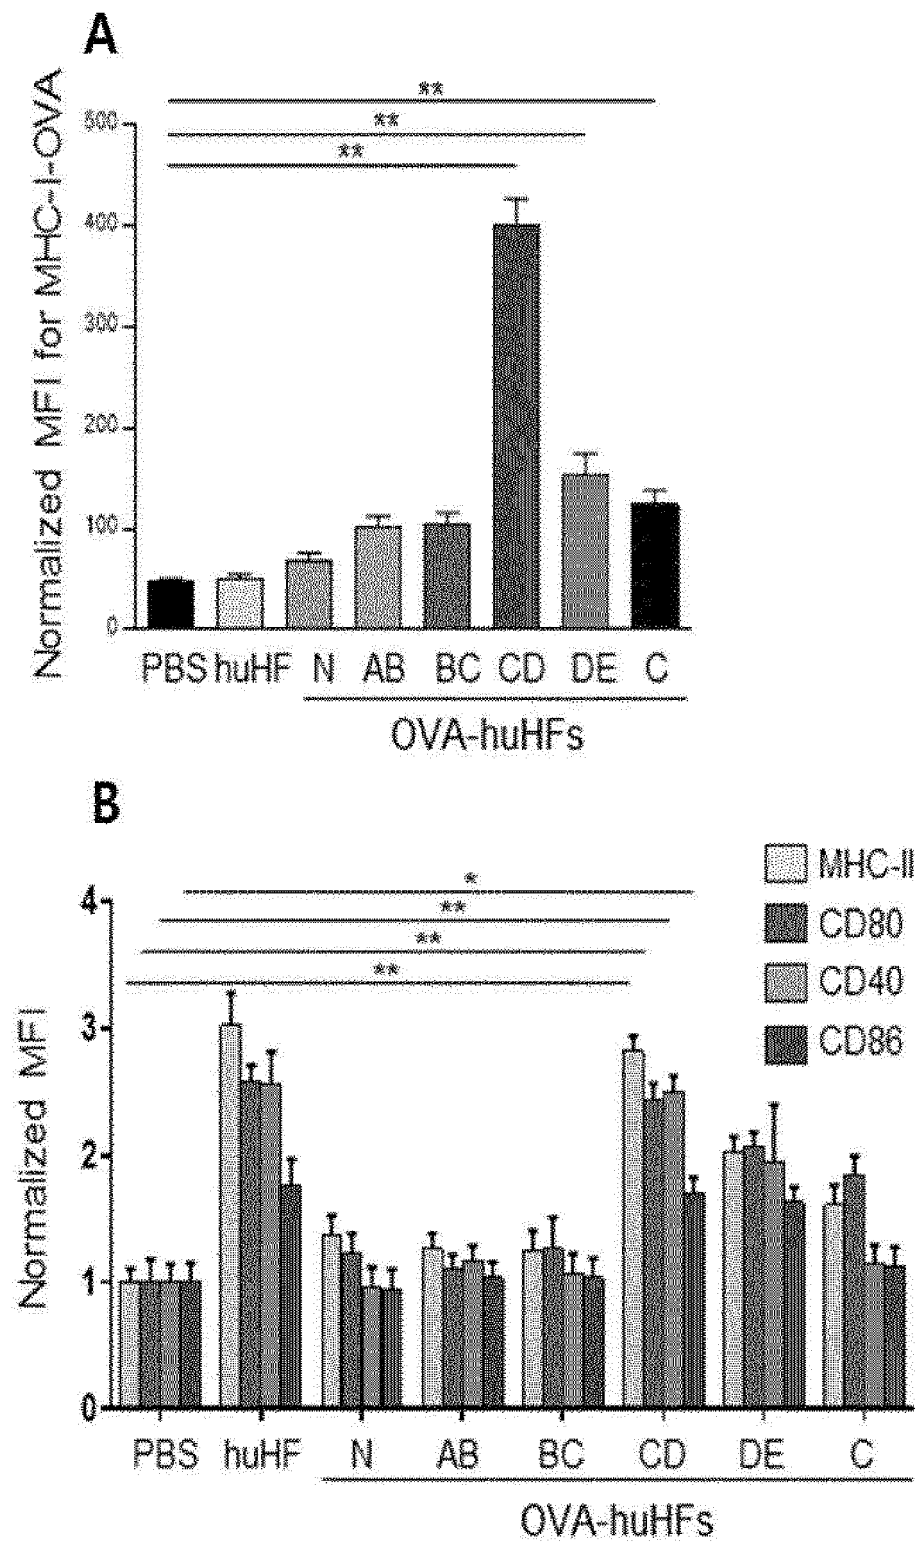 A
Normalized MFI for MHC-I-OVA
**
**
**
500
400
300
200
100
0
PBS huHF N AB BC CD DE C
OVA-huHFs
B
MHC-II
CD80
CD40
CD86
*
**
**
**
Normalized MFI
4
3
2
1
0
PBS huHF N AB BC CD DE C
OVA-huHFs